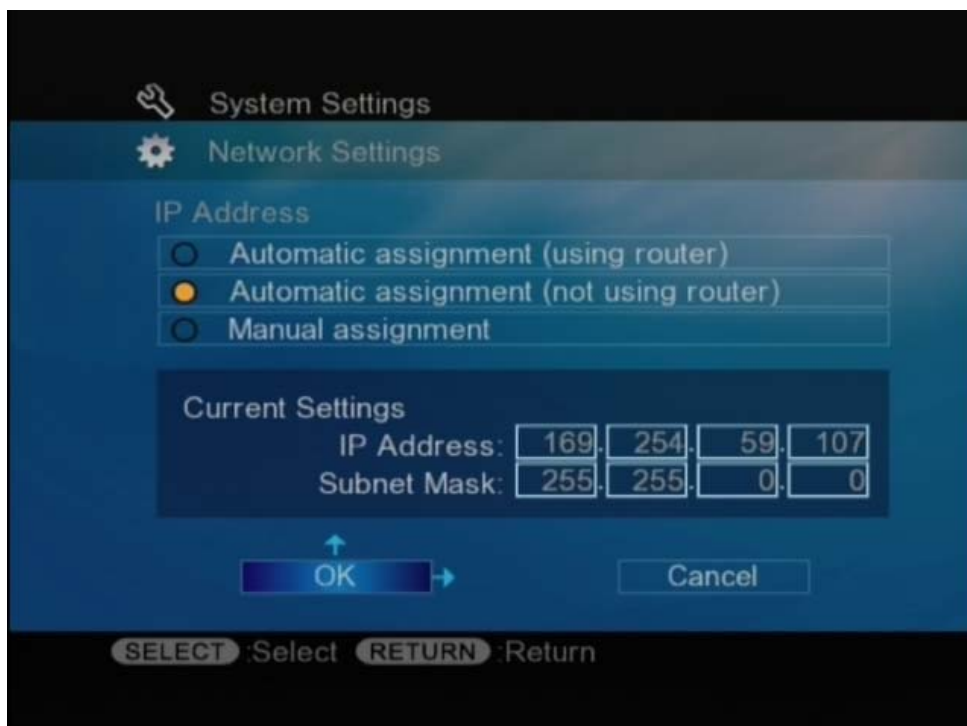 System Settings
Network Settings
IP Address
Automatic assignment (using router)
Automatic assignment (not using router)
Manual assignment
Current Settings
IP Address: 169. 254. 59. 107
Subnet Mask: 255. 255. 0. 0
OK Cancel
SELECT :Select RETURN :Return